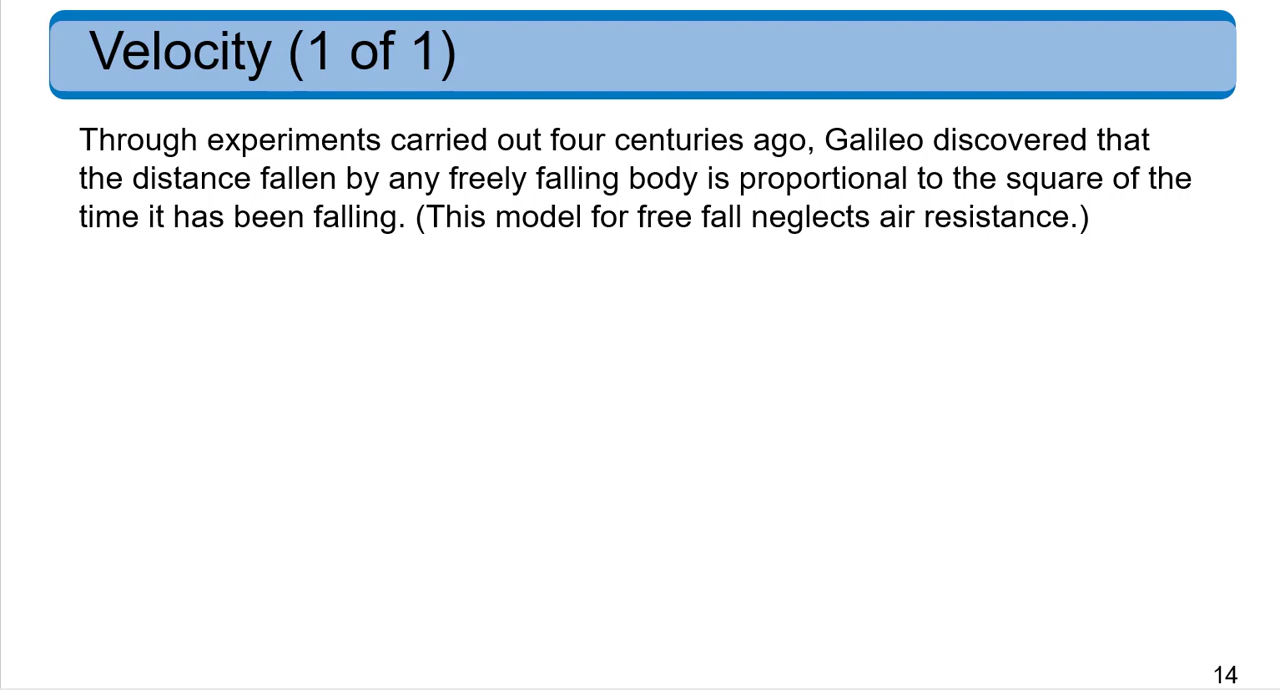 Velocity (1 of 1)
Through experiments carried out four centuries ago, Galileo discovered that
the distance fallen by any freely falling body is proportional to the square of the
time it has been falling. (This model for free fall neglects air resistance.)
14